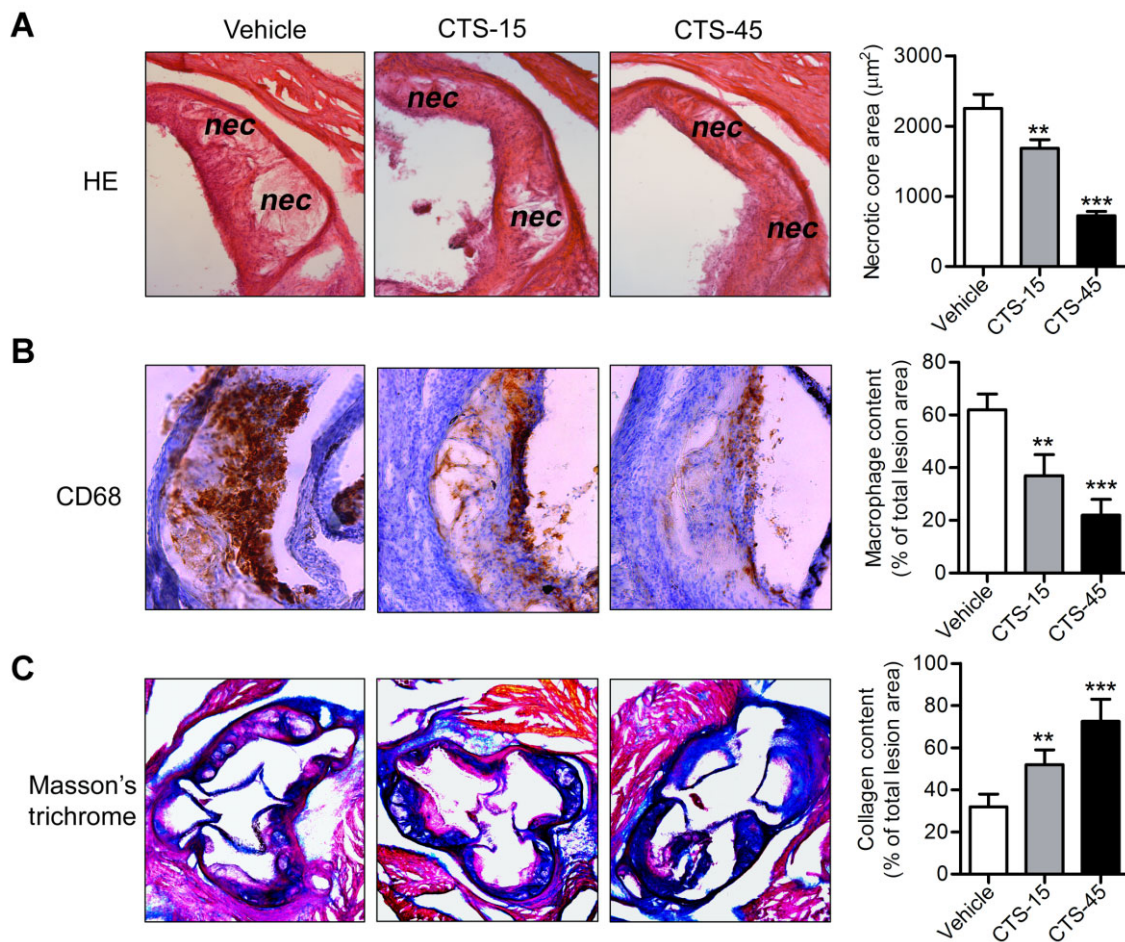 A
Vehicle
CTS-15
CTS-45
HE
nec
nec
nec
nec
nec
nec
Necrotic core area (μm²)
3000
2000
1000
0
**
***
Vehicle
CTS-15
CTS-45
B
CD68
Macrophage content
(% of total lesion area)
80
60
40
20
0
**
***
Vehicle
CTS-15
CTS-45
C
Masson's
trichrome
Collagen content
(% of total lesion area)
100
80
60
40
20
0
**
***
Vehicle
CTS-15
CTS-45